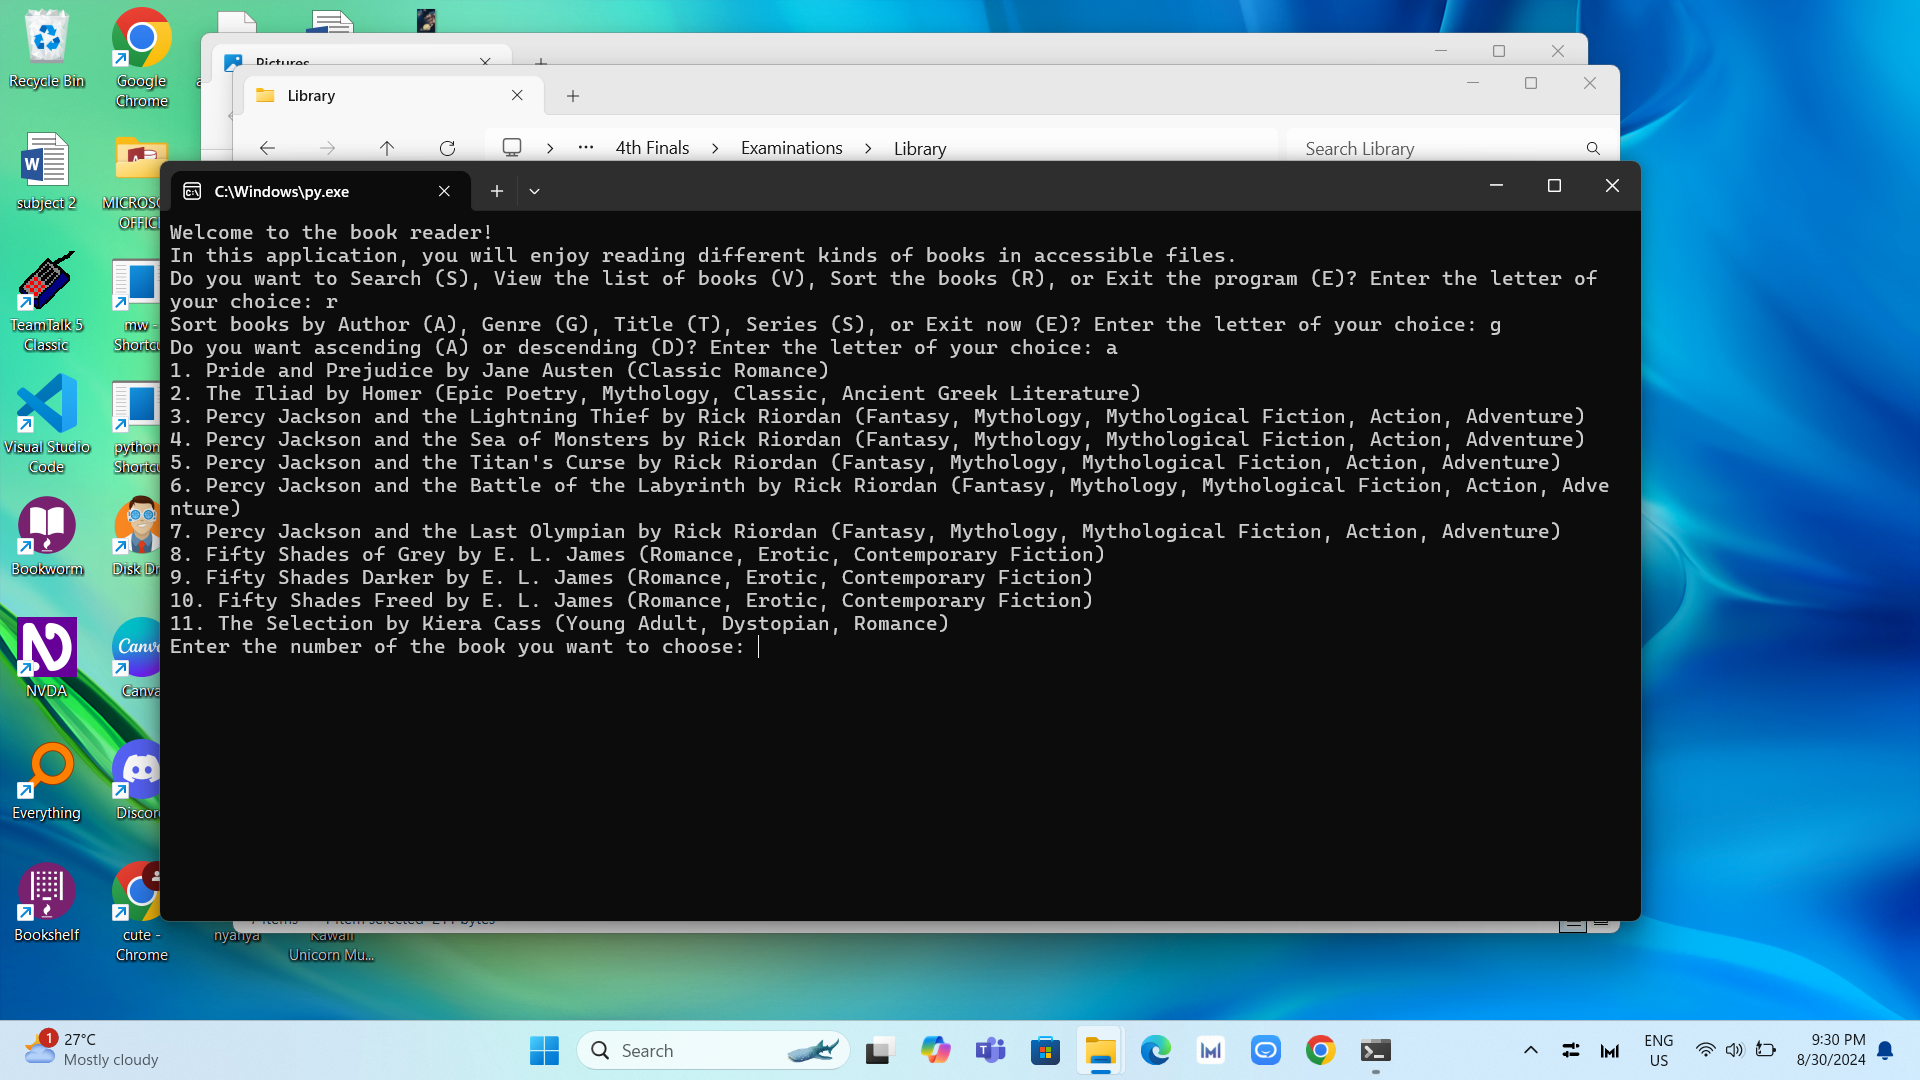 Recycle Bin
Google
Chrome
subject 2
TeamTalk 5
Classic
mw -
Visual Studio
Code
Bookworm
NVDA
Everything
Bookshelf
cute -
Chrome
nyanya
Kawaii
Unicorn Mu...
Pictures
Library
4th Finals
Examinations
Library
Search Library
C:\Windows\py.exe
Welcome to the book reader!
In this application, you will enjoy reading different kinds of books in accessible files.
Do you want to Search (S), View the list of books (V), Sort the books (R), or Exit the program (E)? Enter the letter of
your choice: r
Sort books by Author (A), Genre (G), Title (T), Series (S), or Exit now (E)? Enter the letter of your choice: g
Do you want ascending (A) or descending (D)? Enter the letter of your choice: a
1. Pride and Prejudice by Jane Austen (Classic Romance)
2. The Iliad by Homer (Epic Poetry, Mythology, Classic, Ancient Greek Literature)
3. Percy Jackson and the Lightning Thief by Rick Riordan (Fantasy, Mythology, Mythological Fiction, Action, Adventure)
4. Percy Jackson and the Sea of Monsters by Rick Riordan (Fantasy, Mythology, Mythological Fiction, Action, Adventure)
5. Percy Jackson and the Titan's Curse by Rick Riordan (Fantasy, Mythology, Mythological Fiction, Action, Adventure)
6. Percy Jackson and the Battle of the Labyrinth by Rick Riordan (Fantasy, Mythology, Mythological Fiction, Action, Adve
nture)
7. Percy Jackson and the Last Olympian by Rick Riordan (Fantasy, Mythology, Mythological Fiction, Action, Adventure)
8. Fifty Shades of Grey by E. L. James (Romance, Erotic, Contemporary Fiction)
9. Fifty Shades Darker by E. L. James (Romance, Erotic, Contemporary Fiction)
10. Fifty Shades Freed by E. L. James (Romance, Erotic, Contemporary Fiction)
11. The Selection by Kiera Cass (Young Adult, Dystopian, Romance)
Enter the number of the book you want to choose:
1
27°C
Mostly cloudy
Search
ENG
US
9:30 PM
8/30/2024